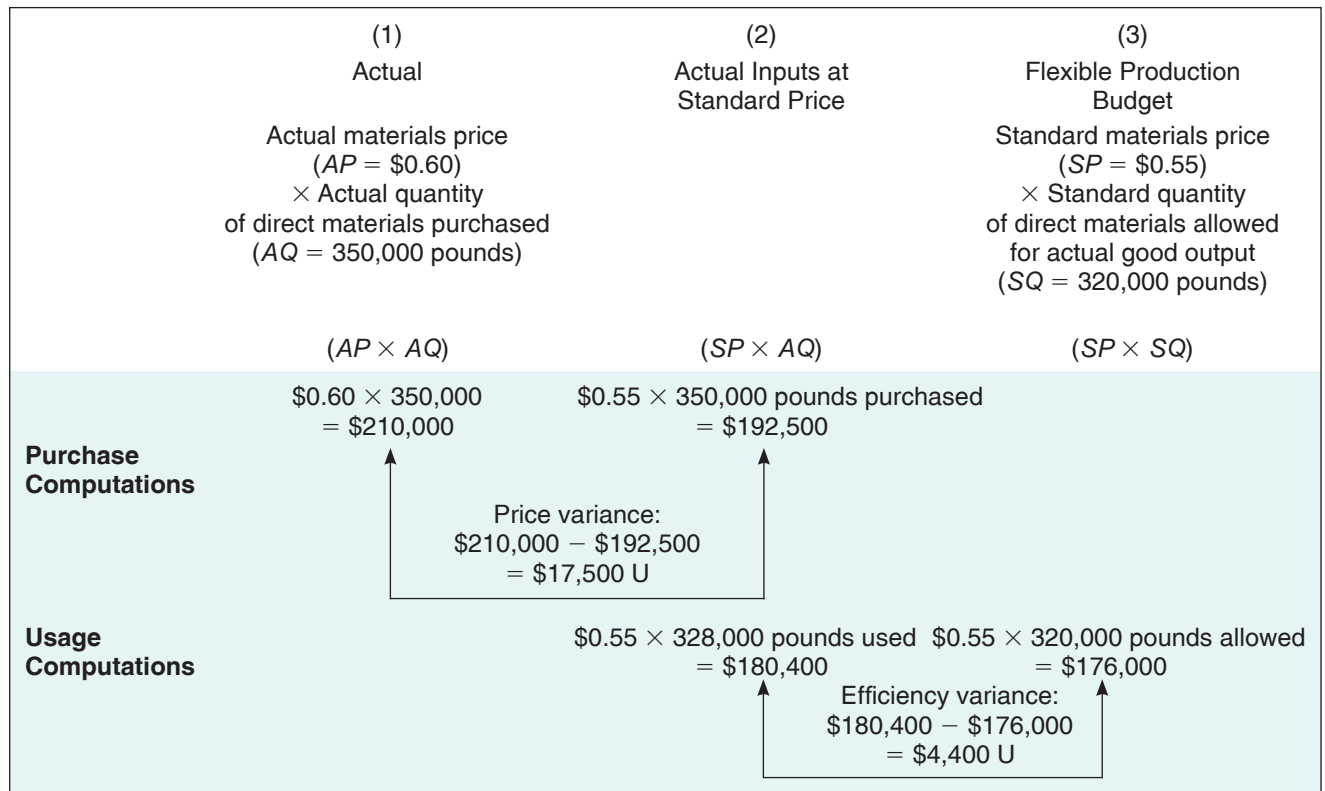 (1)
Actual
Actual materials price
(AP = $0.60)
× Actual quantity
of direct materials purchased
(AQ = 350,000 pounds)
(AP × AQ)
(2)
Actual Inputs at
Standard Price
(SP × AQ)
(3)
Flexible Production
Budget
Standard materials price
(SP = $0.55)
× Standard quantity
of direct materials allowed
for actual good output
(SQ = 320,000 pounds)
(SP × SQ)
Purchase
Computations
$0.60 × 350,000
= $210,000
$0.55 × 350,000 pounds purchased
= $192,500
Price variance:
$210,000 − $192,500
= $17,500 U
Usage
Computations
$0.55 × 328,000 pounds used
= $180,400
$0.55 × 320,000 pounds allowed
= $176,000
Efficiency variance:
$180,400 − $176,000
= $4,400 U